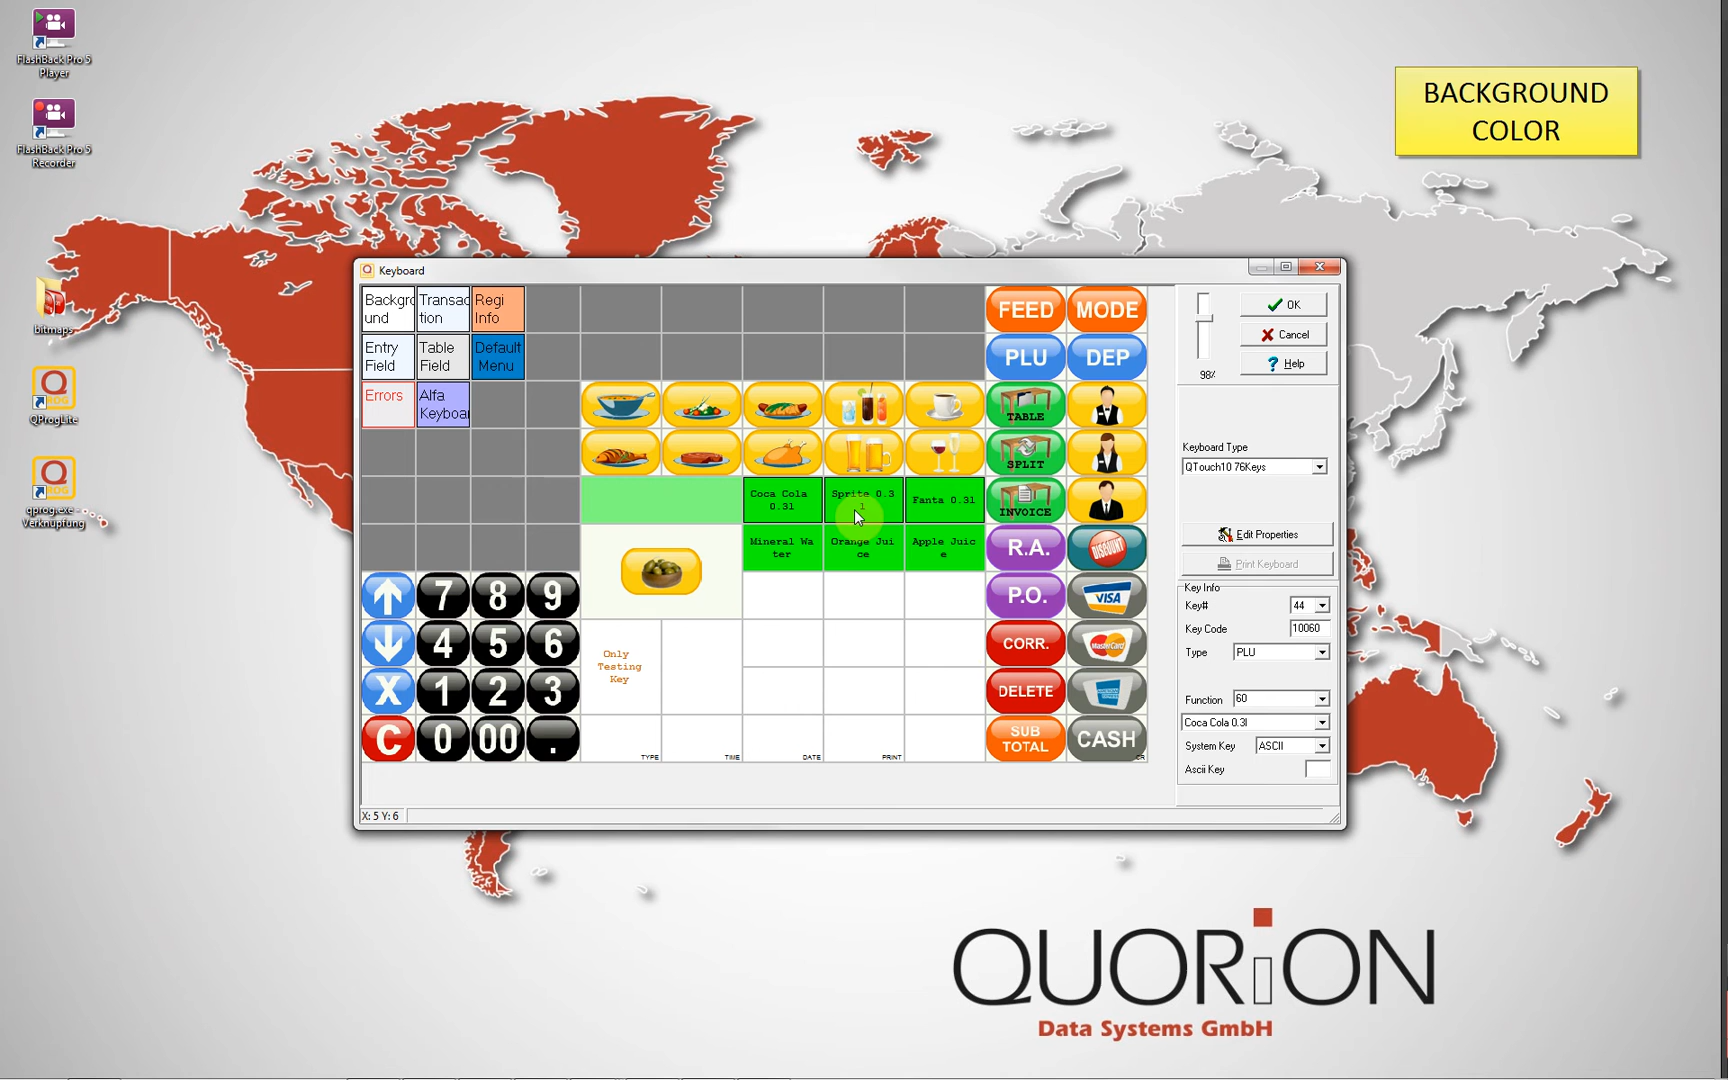 FlashBack Pro 5
Player
FlashBack Pro 5
Recorder
bitmaps
QProgLite
qprog.exe -
Verknüpfung
BACKGROUND
COLOR
Keyboard
Backgro
und
Transac
tion
Regi
Info
Entry
Field
Table
Field
Default
Menu
Errors
Alfa
Keyboar
FEED
MODE
PLU
DEP
TABLE
SPLIT
INVOICE
Coca Cola
0.3l
Sprite 0.3
l
Fanta 0.3l
Mineral Wa
ter
Orange Jui
ce
Apple Juic
e
R.A.
DISCOUNT
P.O.
VISA
CORR.
MasterCard
DELETE
SUB
TOTAL
CASH
CR
7
8
9
4
5
6
X
1
2
3
C
0
00
.
Only
Testing
Key
TYPE
TIME
DATE
PRINT
98%
OK
Cancel
Help
Keyboard Type
QTouch10 76Keys
Edit Properties
Print Keyboard
Key Info
Key# 44
Key Code 10060
Type PLU
Function 60
Coca Cola 0.3l
System Key ASCII
Ascii Key
X: 5 Y: 6
QUORiON
Data Systems GmbH